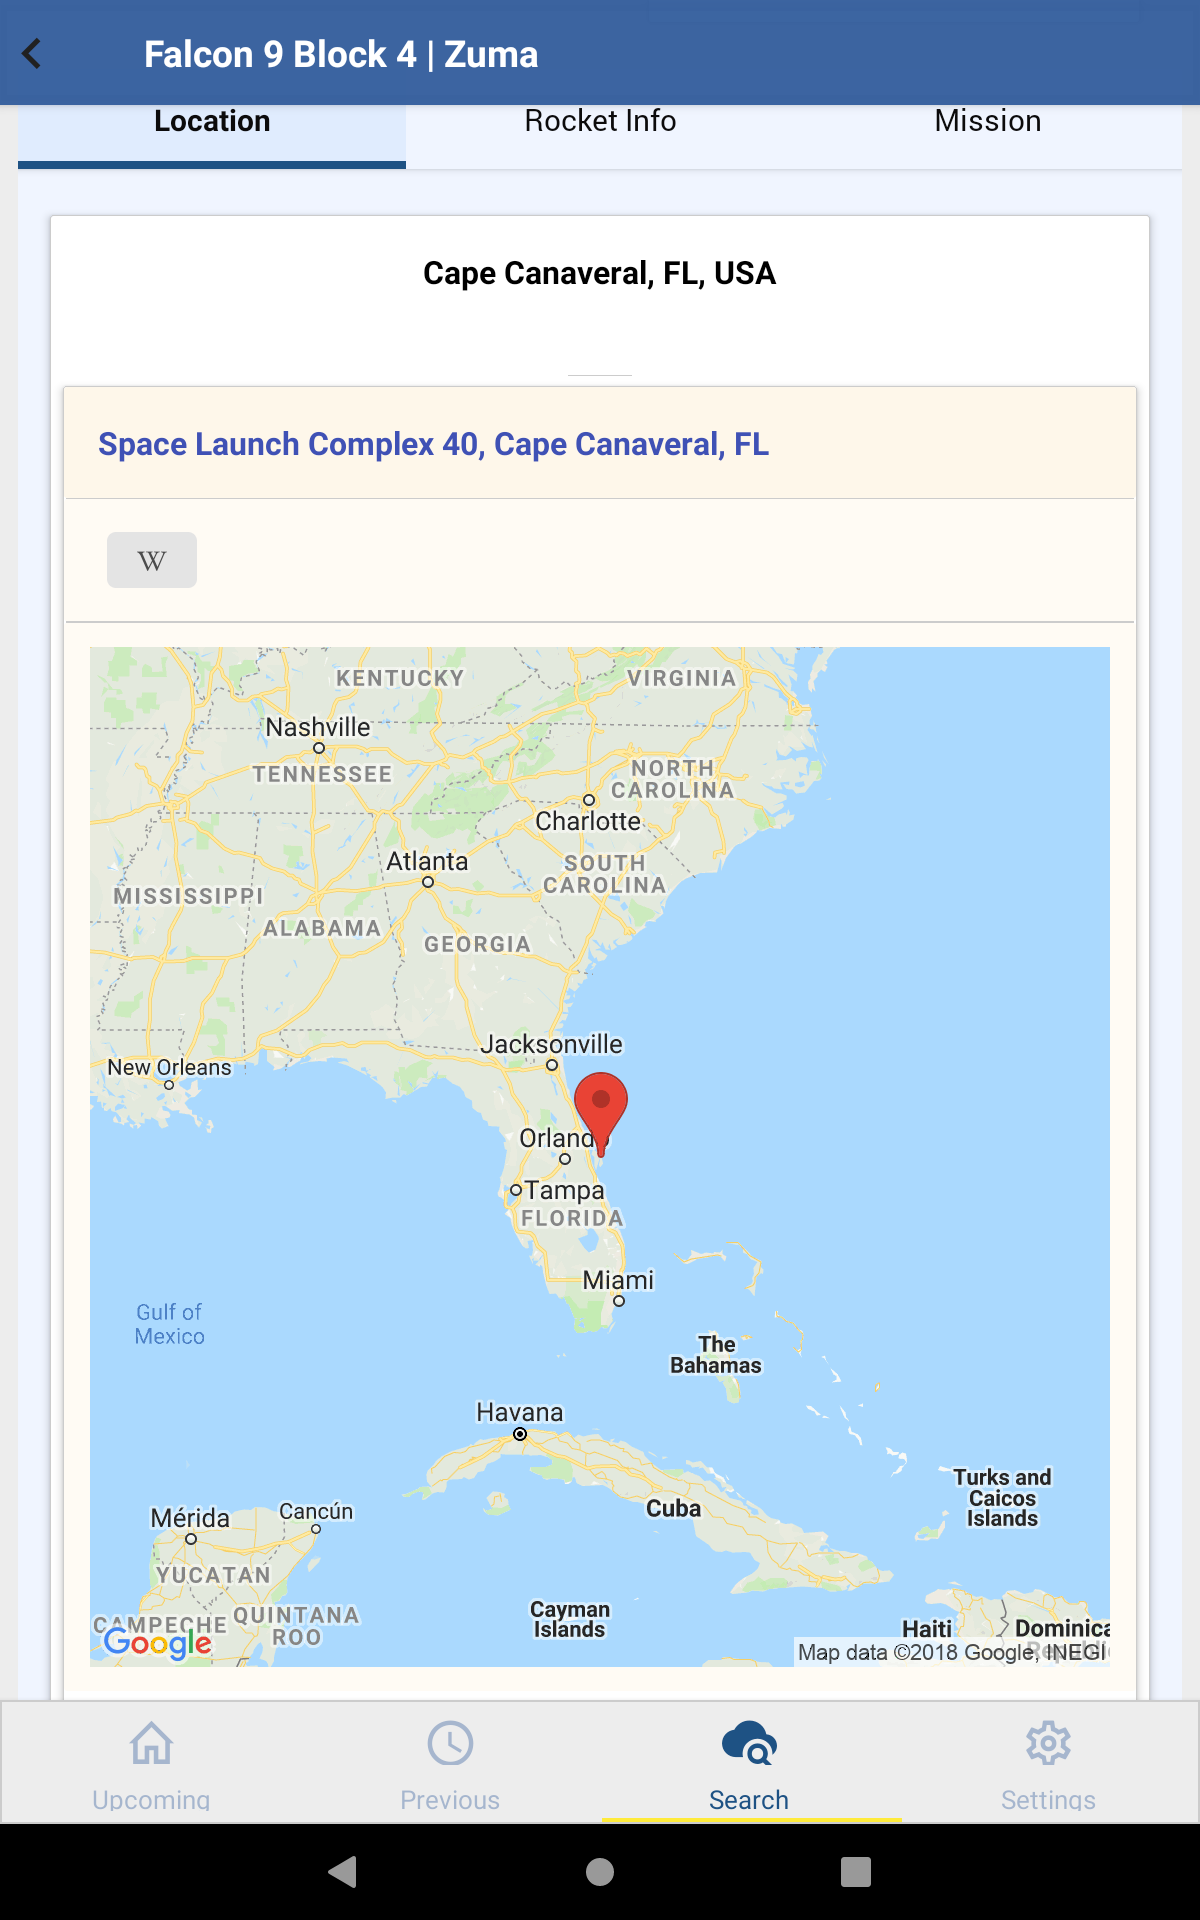 Falcon 9 Block 4 | Zuma
Location
Rocket Info
Mission
Cape Canaveral, FL, USA
Space Launch Complex 40, Cape Canaveral, FL
W
KENTUCKY
VIRGINIA
Nashville
TENNESSEE
NORTH
CAROLINA
Charlotte
Atlanta
SOUTH
CAROLINA
MISSISSIPPI
ALABAMA
GEORGIA
Jacksonville
New Orleans
Orlando
Tampa
FLORIDA
Miami
Gulf of
Mexico
The
Bahamas
Havana
Turks and
Caicos
Islands
Cuba
Mérida
Cancún
YUCATAN
CAMPECHE
QUINTANA
ROO
Cayman
Islands
Haiti
Dominica
Republic
Google
Map data ©2018 Google, INEGI
Upcoming
Previous
Search
Settings